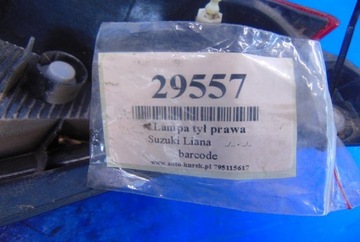 29557
Lampa tył prawa
Suzuki Liana
barcode
www.auto-kursk.pl 795115617